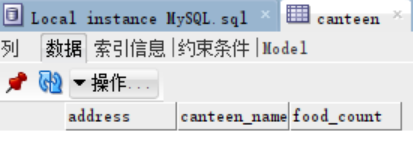 Local instance MySQL.sql × canteen ×
列 数据 索引信息 |约束条件 |Model
操作...
address canteen_name food_count